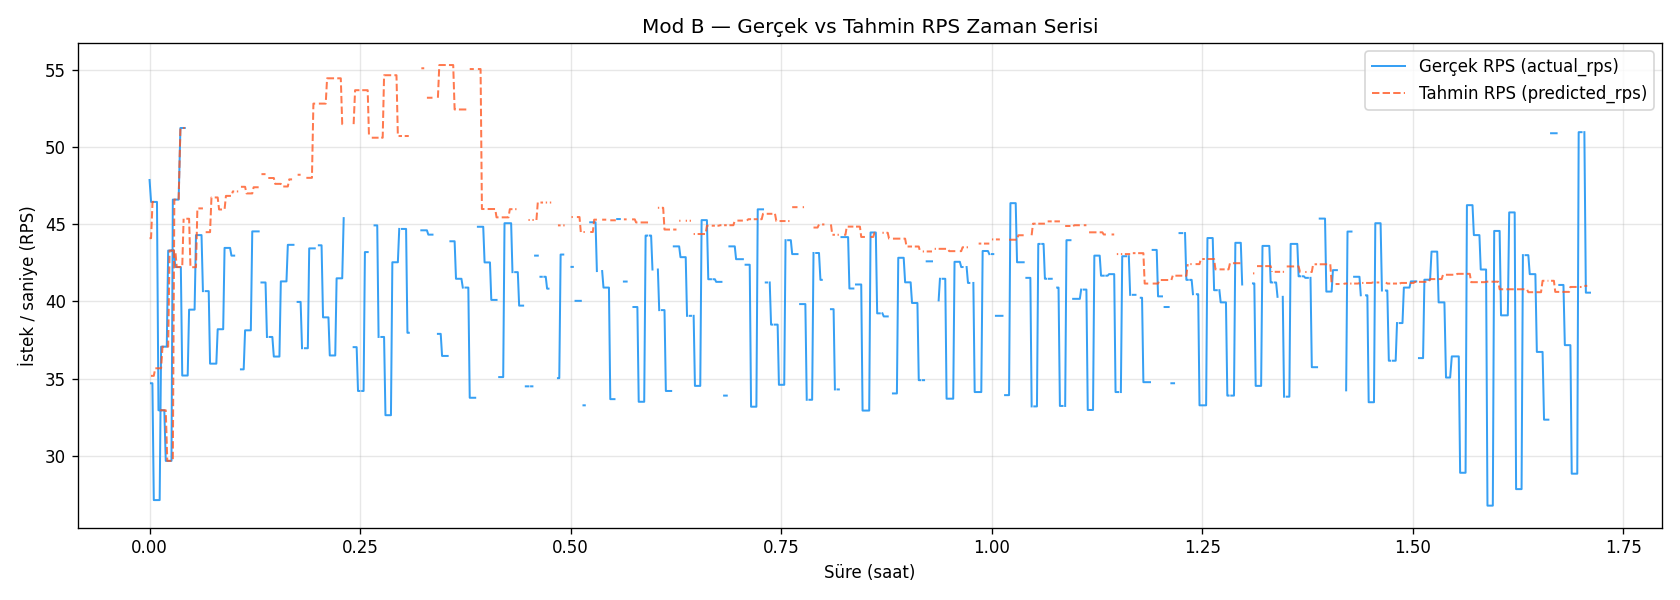 Mod B — Gerçek vs Tahmin RPS Zaman Serisi
Gerçek RPS (actual_rps)
Tahmin RPS (predicted_rps)
İstek / saniye (RPS)
55
50
45
40
35
30
0.00 0.25 0.50 0.75 1.00 1.25 1.50 1.75
Süre (saat)